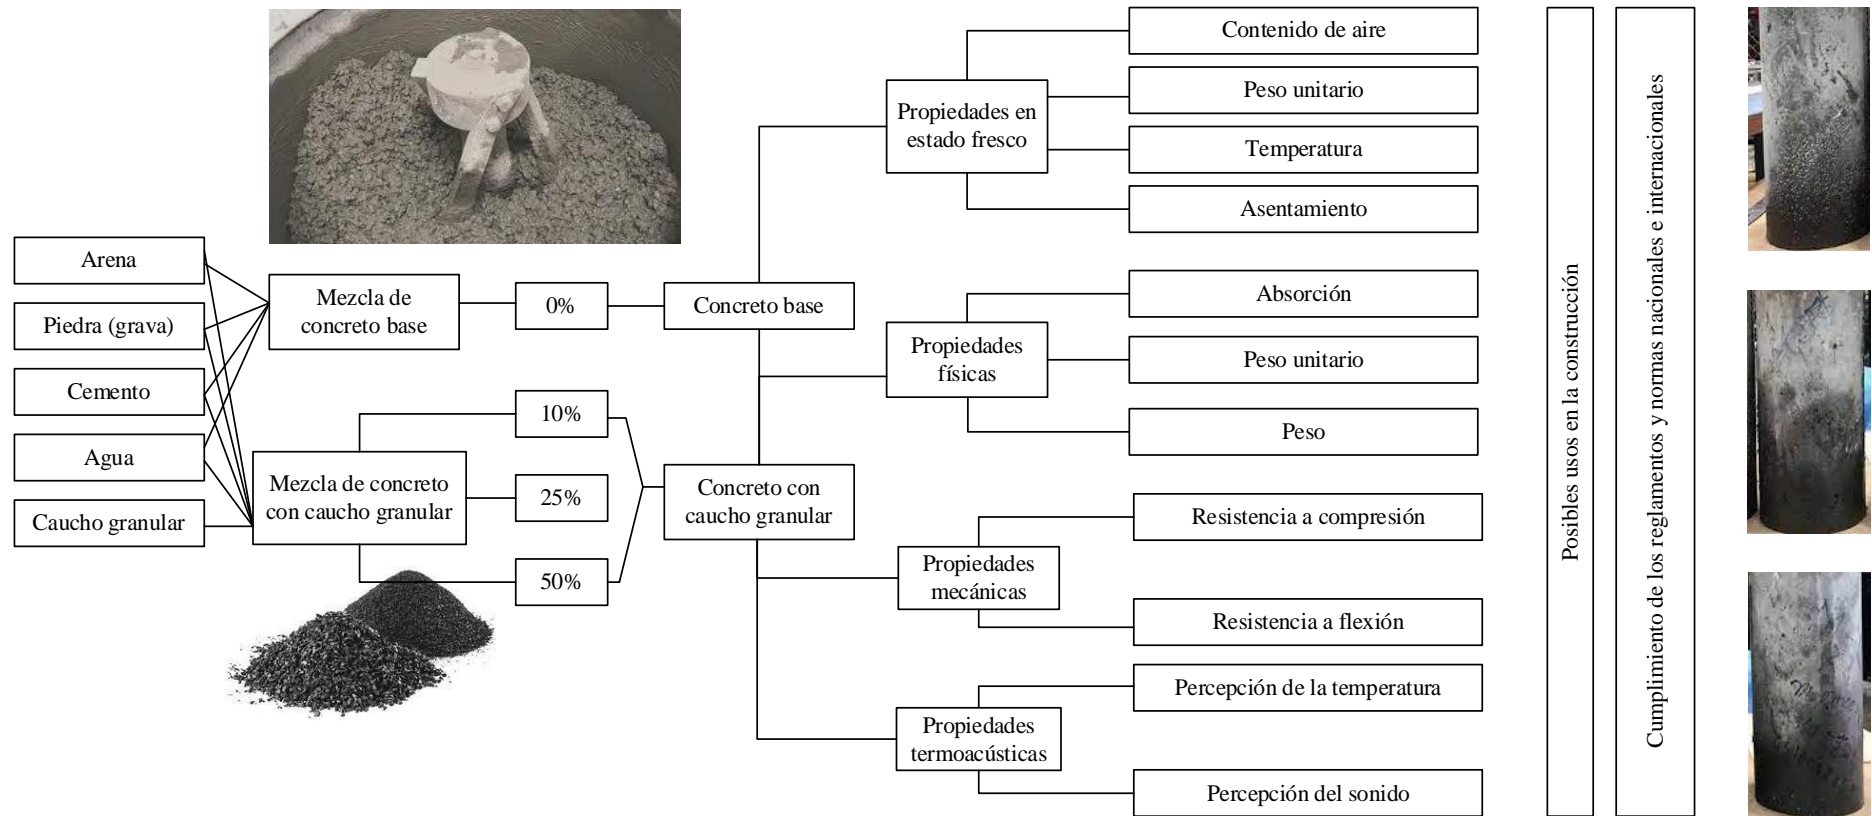 Arena
Piedra (grava)
Cemento
Agua
Caucho granular
Mezcla de
concreto base
Mezcla de concreto
con caucho granular
0%
10%
25%
50%
Concreto base
Concreto con
caucho granular
Propiedades en
estado fresco
Contenido de aire
Peso unitario
Temperatura
Asentamiento
Propiedades
físicas
Absorción
Peso unitario
Peso
Propiedades
mecánicas
Resistencia a compresión
Resistencia a flexión
Propiedades
termoacústicas
Percepción de la temperatura
Percepción del sonido
Posibles usos en la construcción
Cumplimiento de los reglamentos y normas nacionales e internacionales